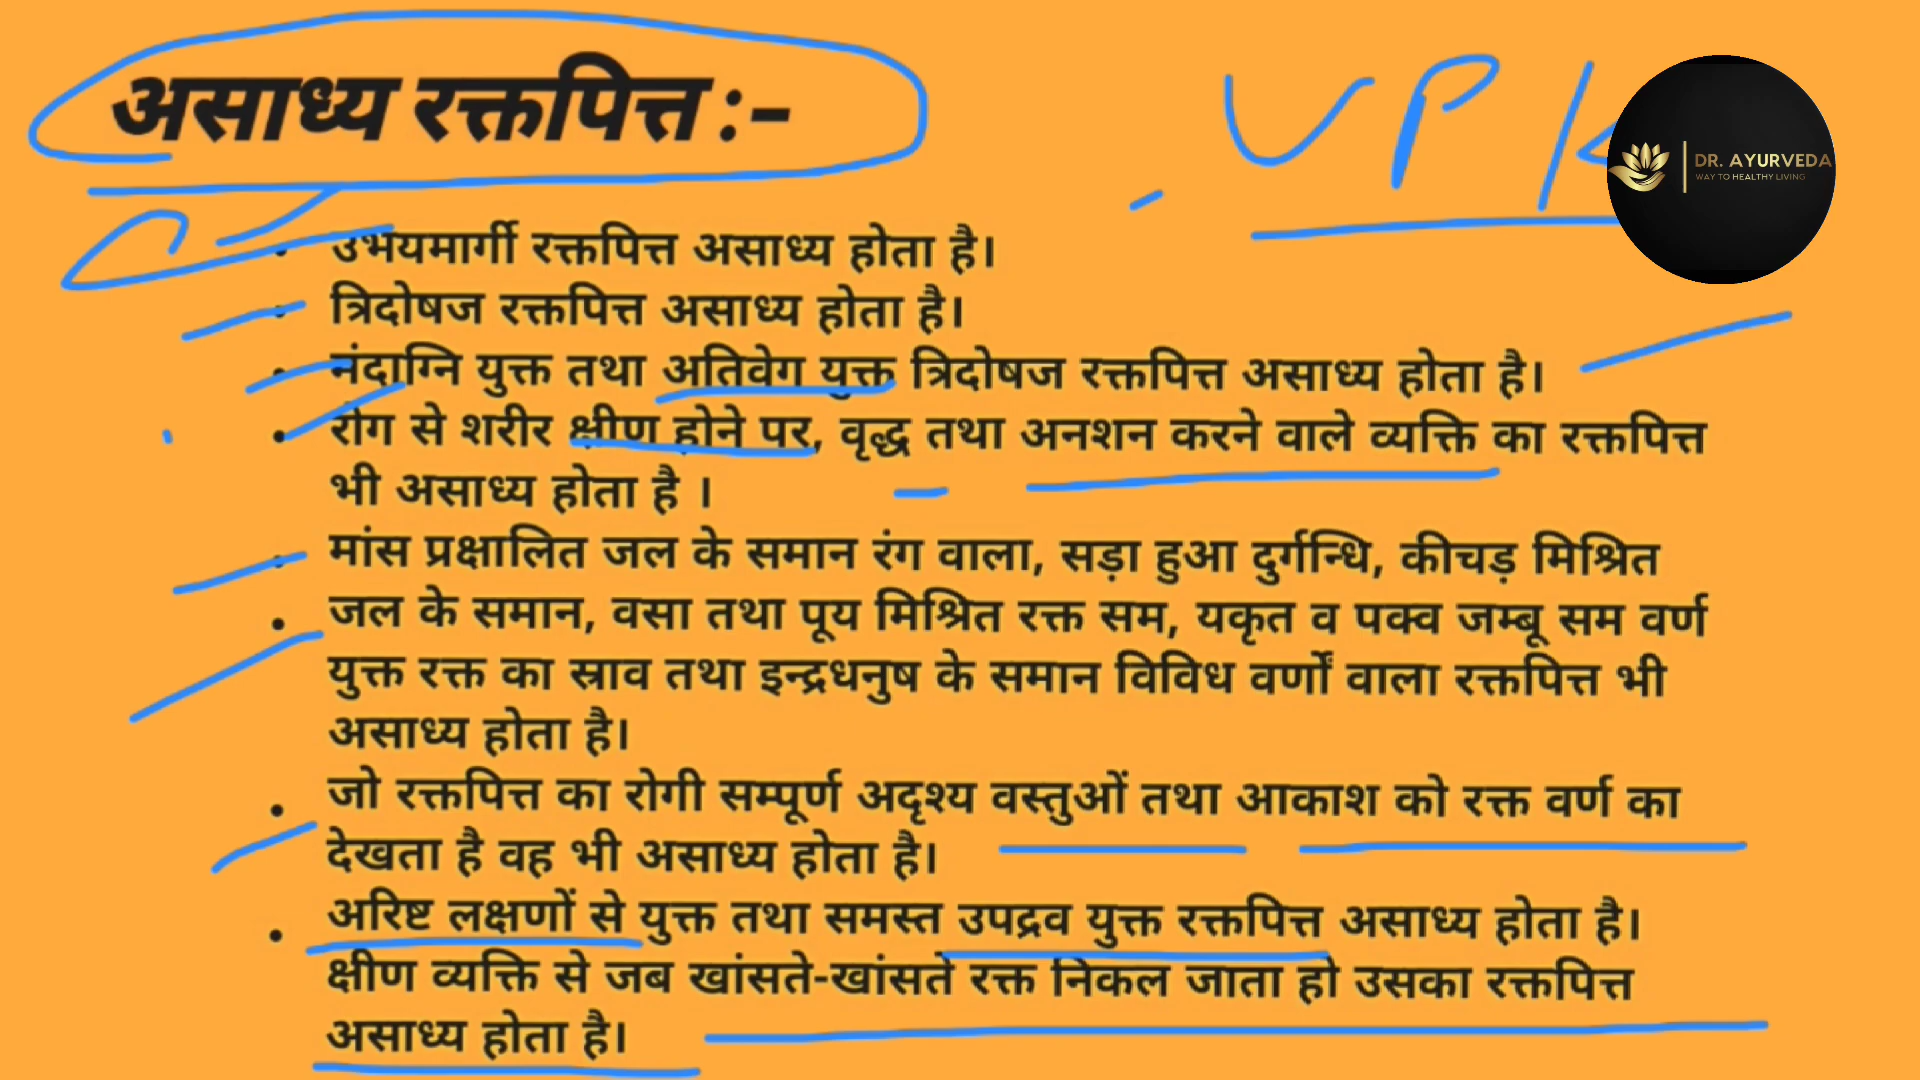 असाध्य रक्तपित्त :-
UPK
DR. AYURVEDA
WAY TO HEALTHY LIVING
• उभयमार्गी रक्तपित्त असाध्य होता है।
• त्रिदोषज रक्तपित्त असाध्य होता है।
• मंदाग्नि युक्त तथा अतिवेग युक्त त्रिदोषज रक्तपित्त असाध्य होता है।
• रोग से शरीर क्षीण होने पर, वृद्ध तथा अनशन करने वाले व्यक्ति का रक्तपित्त
भी असाध्य होता है ।
• मांस प्रक्षालित जल के समान रंग वाला, सड़ा हुआ दुर्गन्धि, कीचड़ मिश्रित
• जल के समान, वसा तथा पूय मिश्रित रक्त सम, यकृत व पक्व जम्बू सम वर्ण
युक्त रक्त का स्राव तथा इन्द्रधनुष के समान विविध वर्णों वाला रक्तपित्त भी
असाध्य होता है।
• जो रक्तपित्त का रोगी सम्पूर्ण अदृश्य वस्तुओं तथा आकाश को रक्त वर्ण का
देखता है वह भी असाध्य होता है।
• अरिष्ट लक्षणों से युक्त तथा समस्त उपद्रव युक्त रक्तपित्त असाध्य होता है।
क्षीण व्यक्ति से जब खांसते-खांसते रक्त निकल जाता हो उसका रक्तपित्त
असाध्य होता है।